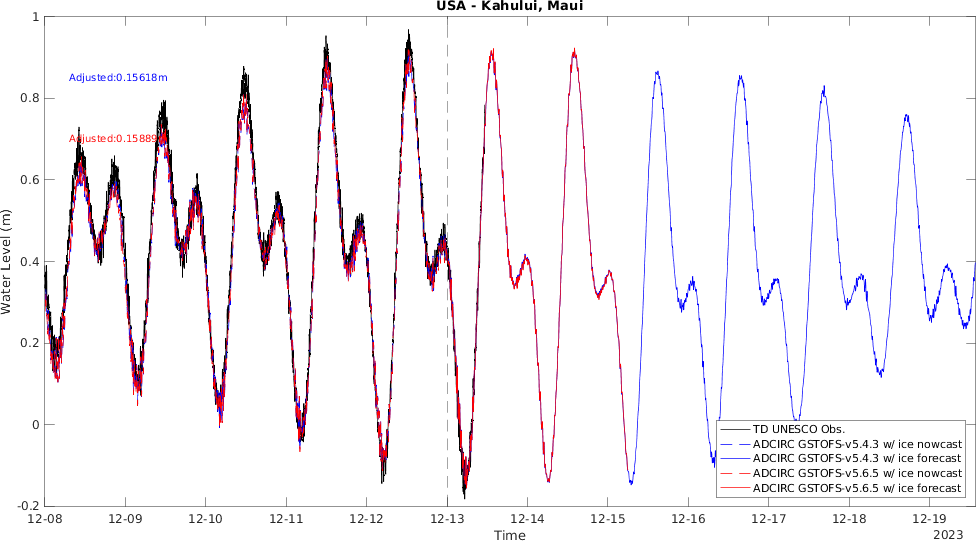 USA - Kahului, Maui
Adjusted:0.15618m
Adjusted:0.15889
Water Level (m)
1
0.8
0.6
0.4
0.2
0
-0.2
TD UNESCO Obs.
ADCIRC GSTOFS-v5.4.3 w/ ice nowcast
ADCIRC GSTOFS-v5.4.3 w/ ice forecast
ADCIRC GSTOFS-v5.6.5 w/ ice nowcast
ADCIRC GSTOFS-v5.6.5 w/ ice forecast
12-08 12-09 12-10 12-11 12-12 12-13 12-14 12-15 12-16 12-17 12-18 12-19
Time
2023